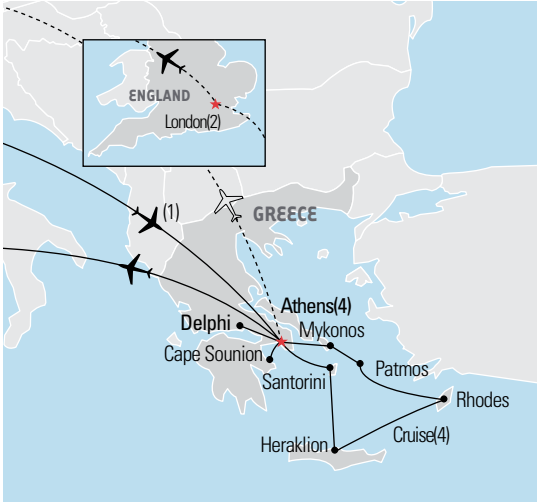 ENGLAND
London(2)
(1)
GREECE
Athens(4)
Delphi
Mykonos
Cape Sounion
Patmos
Santorini
Rhodes
Cruise(4)
Heraklion